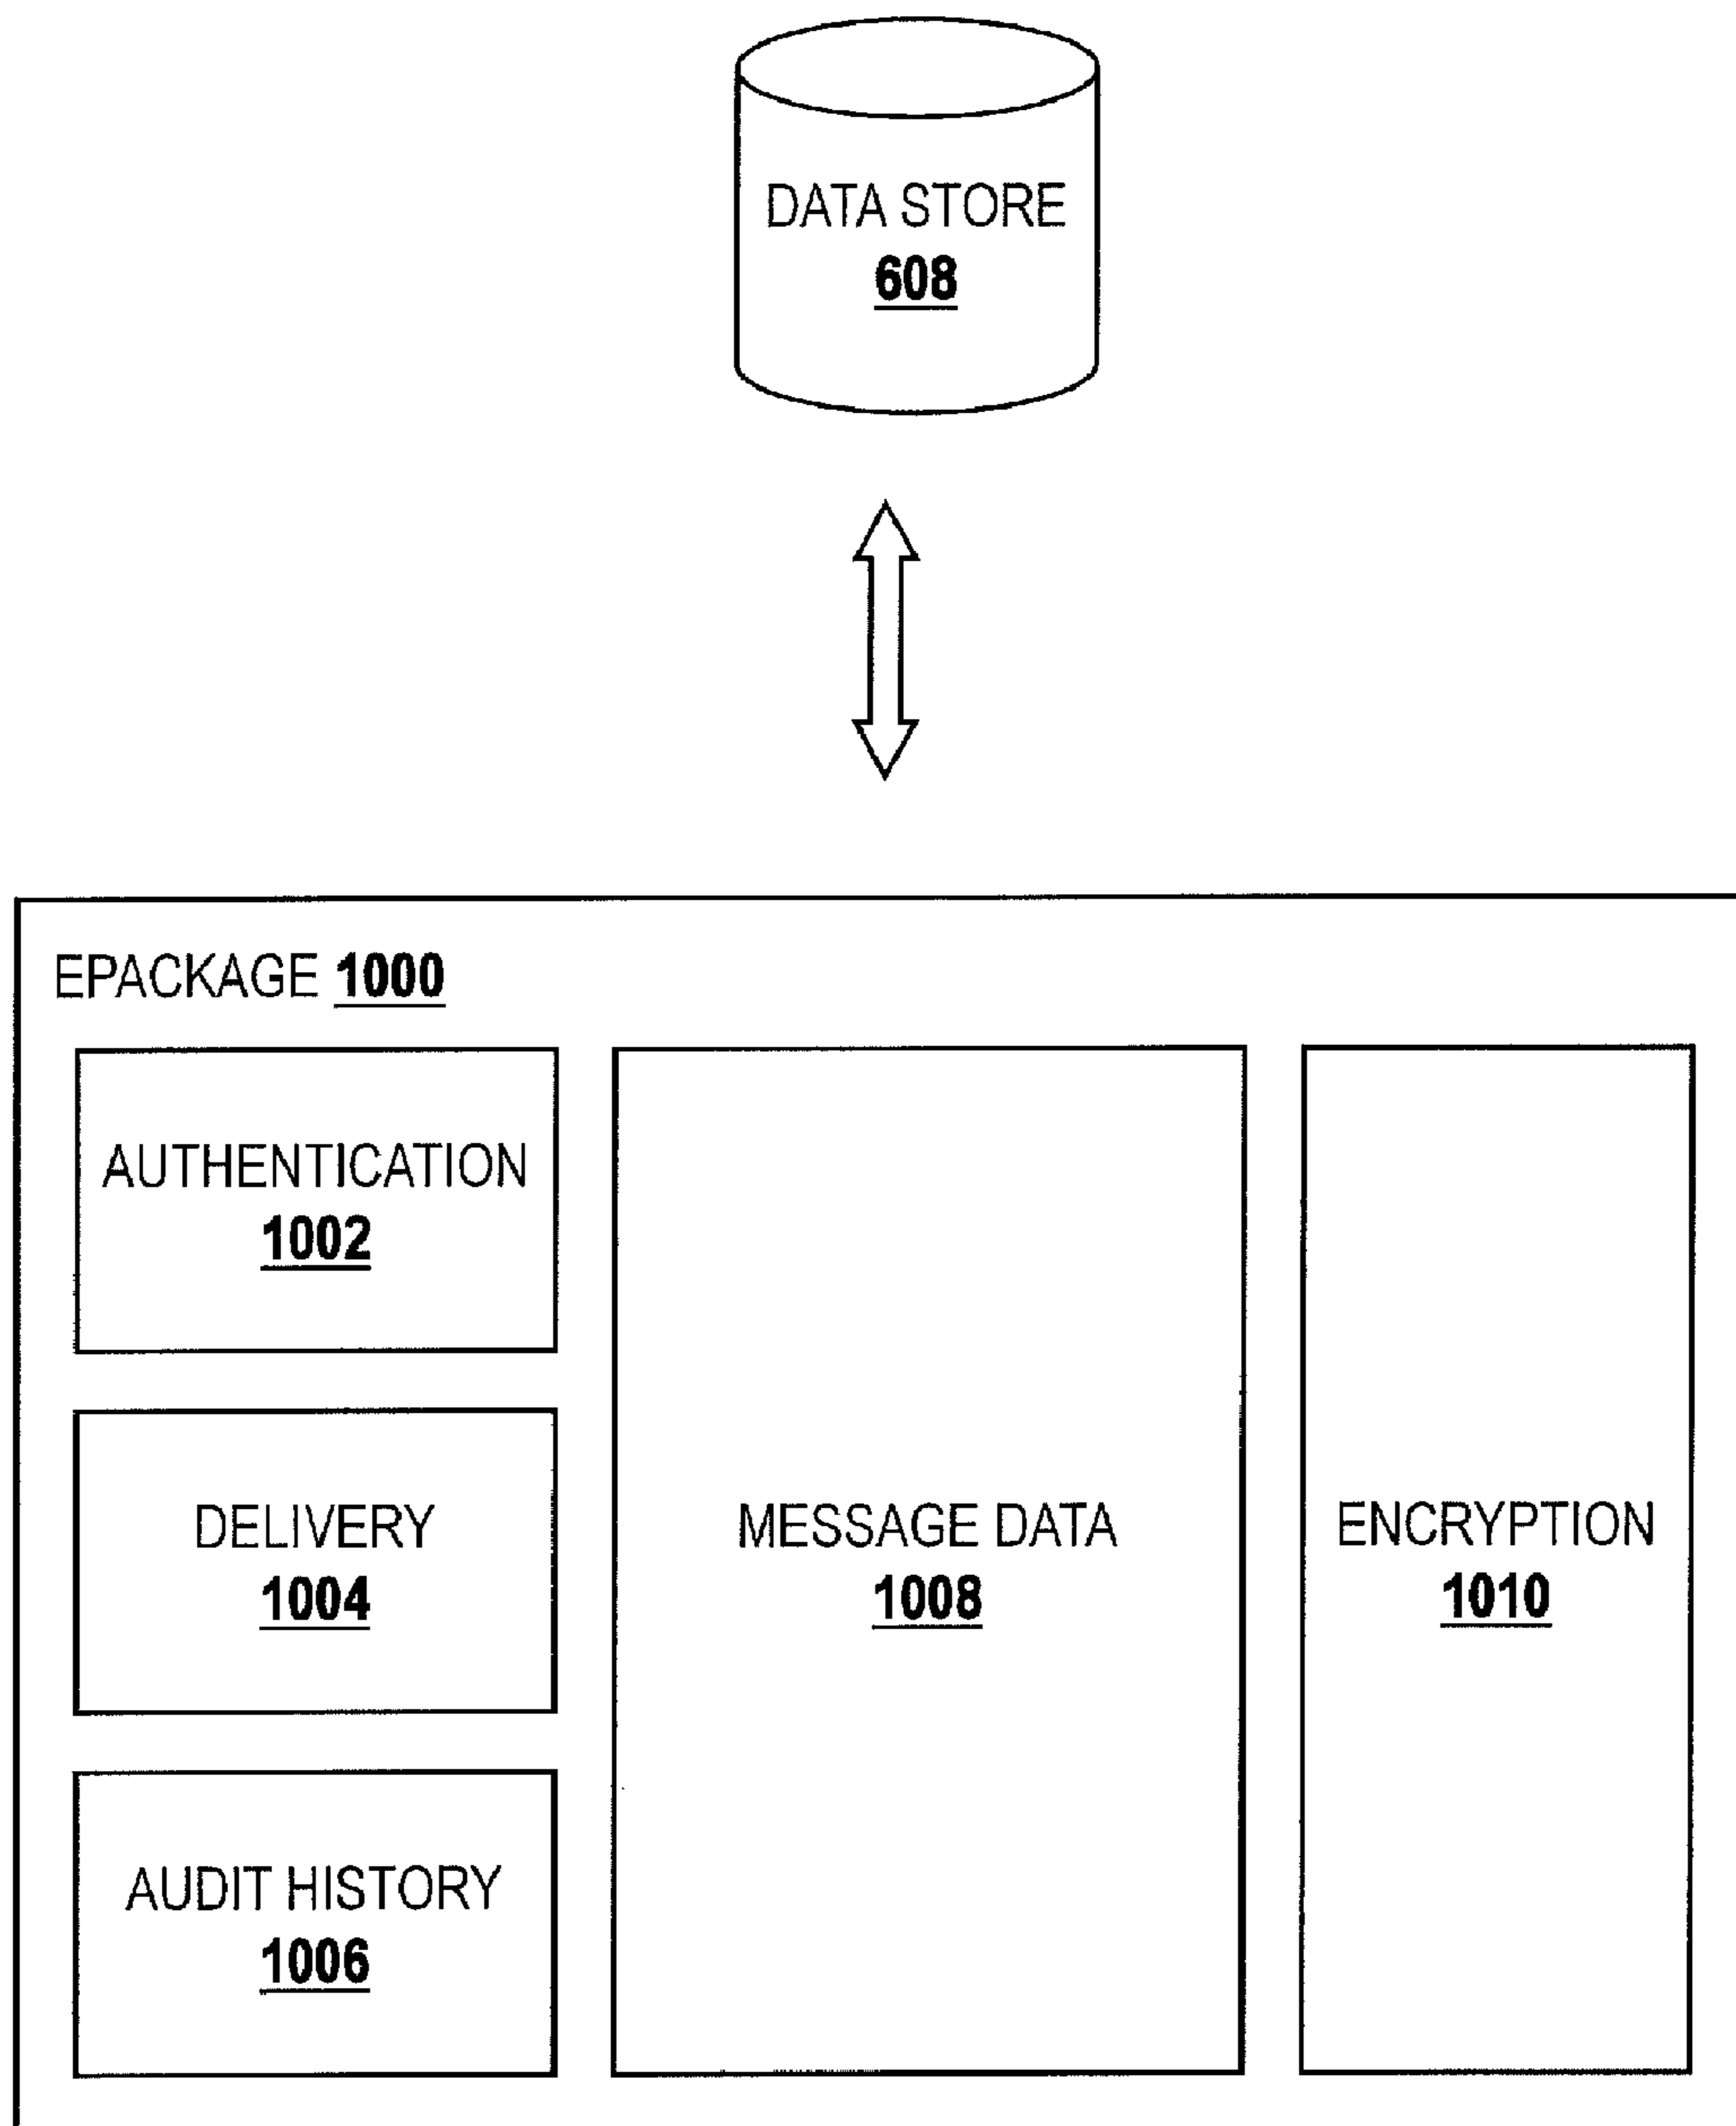 DATA STORE
608
EPACKAGE 1000
AUTHENTICATION
1002
DELIVERY
1004
AUDIT HISTORY
1006
MESSAGE DATA
1008
ENCRYPTION
1010